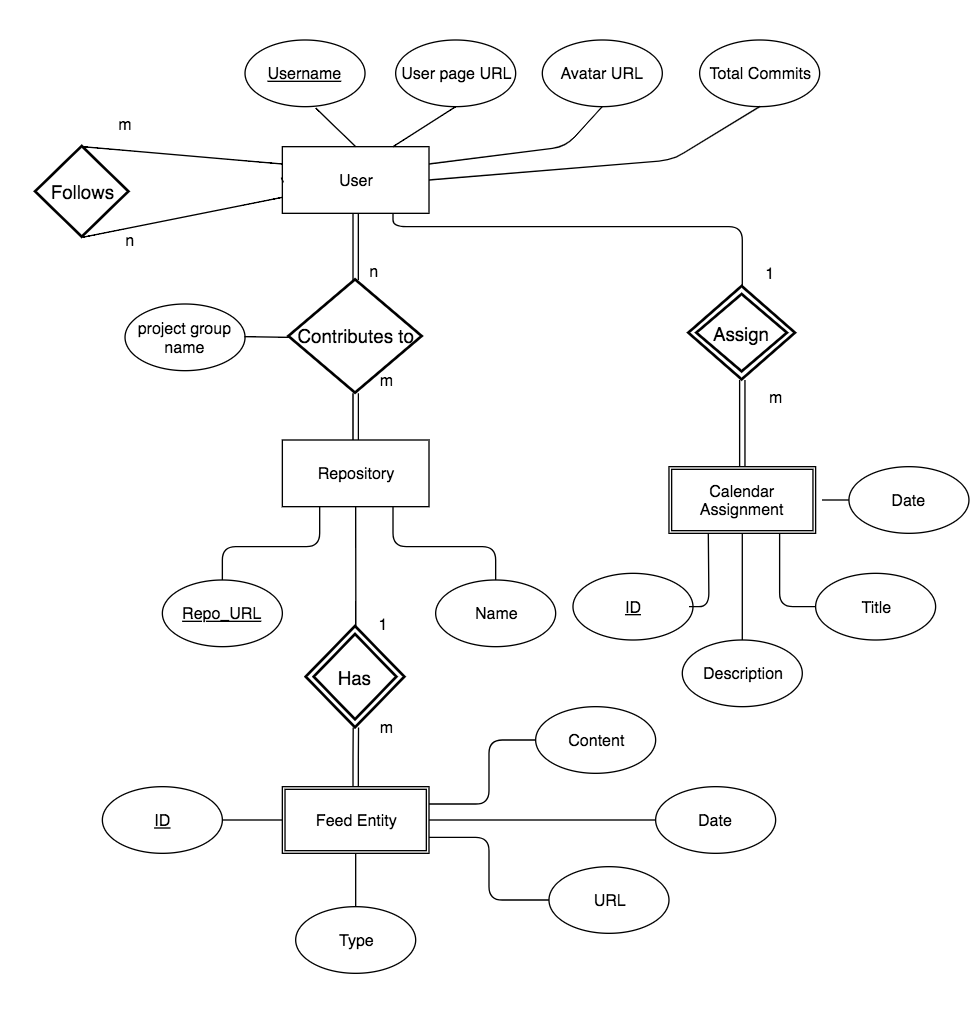 Username
User page URL
Avatar URL
Total Commits
m
User
Follows
n
1
n
project group
name
Contributes to
Assign
m
m
Repository
Calendar
Assignment
Date
Repo_URL
Name
ID
Title
1
Has
Description
m
Content
ID
Feed Entity
Date
URL
Type